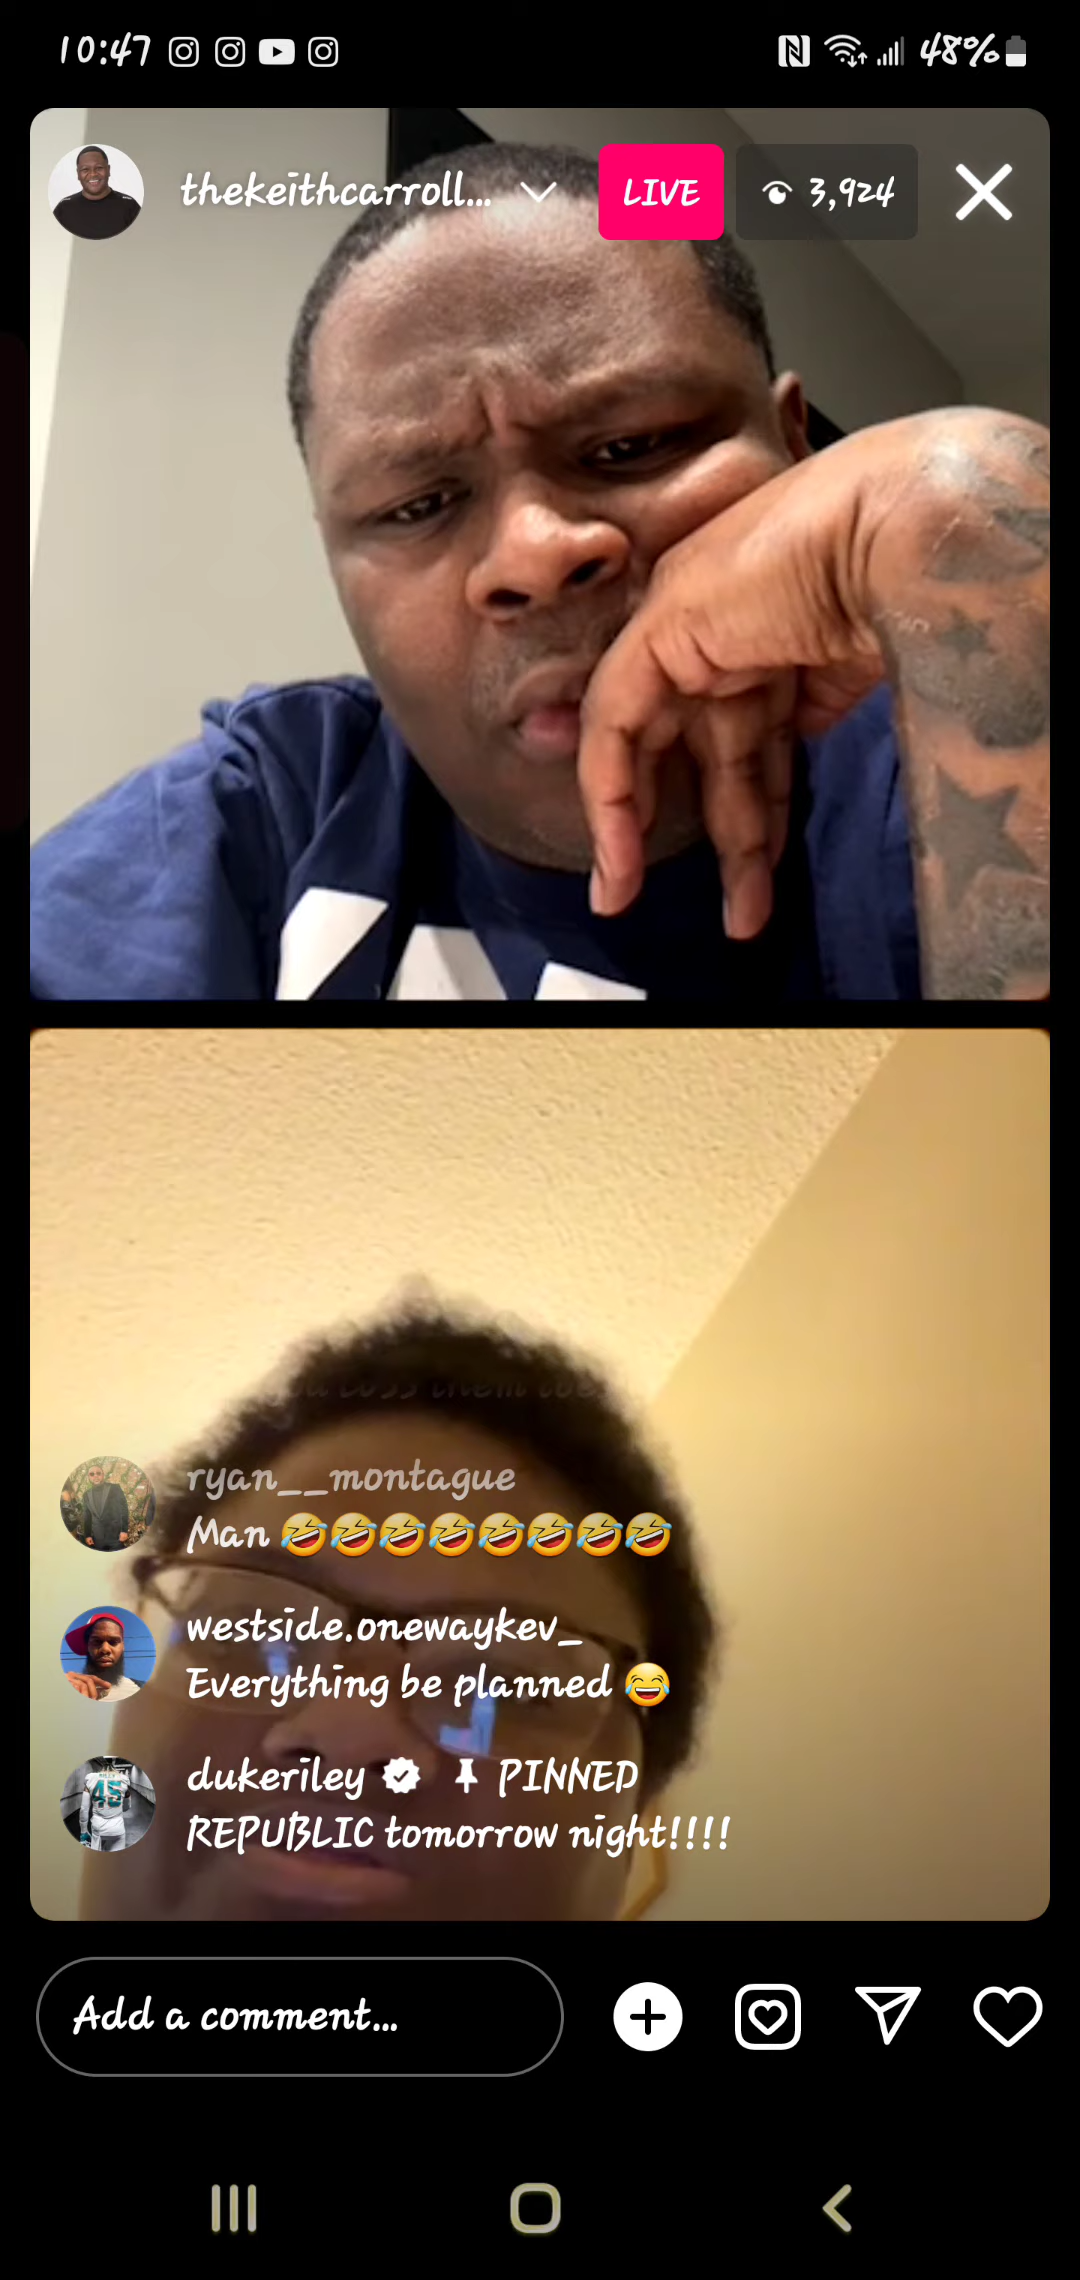 10:47
48%
thekeithcarroll...
LIVE
3,924
ryan__montague
Man 🤣🤣🤣🤣🤣🤣🤣🤣
westside.onewaykev_
Everything be planned 😂
dukeriley PINNED
REPUBLIC tomorrow night!!!!
45
Add a comment...